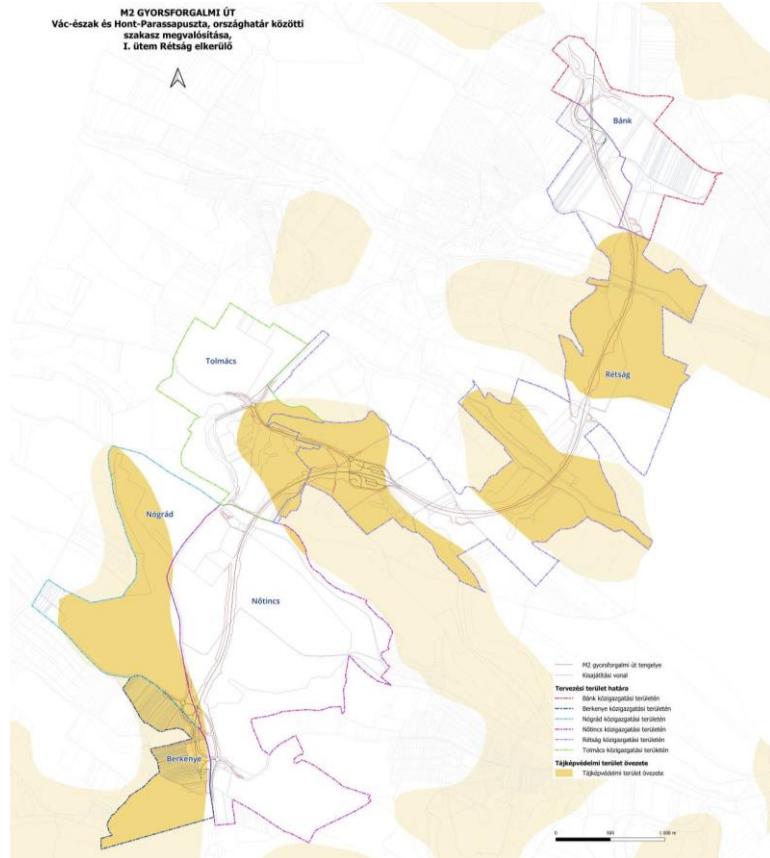 M2 GYORSFORGALMI ÚT
Vác-észak és Hont-Parassapuszta, országhatár közötti
szakasz megvalósítása,
I. ütem Rétság elkerülő
Bánk
Tolmács
Rétság
Nógrád
Nőtincs
Berkenye
M2 gyorsforgalmi út tengelye
Kisajátítási vonal
Tervezési terület határa
Bánk közigazgatási területén
Berkenye közigazgatási területén
Nógrád közigazgatási területén
Nőtincs közigazgatási területén
Rétság közigazgatási területén
Tolmács közigazgatási területén
Tájképvédelmi terület övezete
Tájképvédelmi terület övezete
0 500 1 000 m